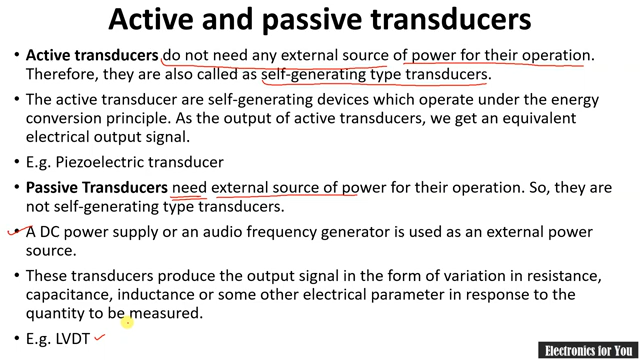 Active and passive transducers
• Active transducers do not need any external source of power for their operation.
Therefore, they are also called as self-generating type transducers.
• The active transducer are self-generating devices which operate under the energy
conversion principle. As the output of active transducers, we get an equivalent
electrical output signal.
• E.g. Piezoelectric transducer
• Passive Transducers need external source of power for their operation. So, they are
not self-generating type transducers.
• A DC power supply or an audio frequency generator is used as an external power
source.
• These transducers produce the output signal in the form of variation in resistance,
capacitance, inductance or some other electrical parameter in response to the
quantity to be measured.
• E.g. LVDT
Electronics for You